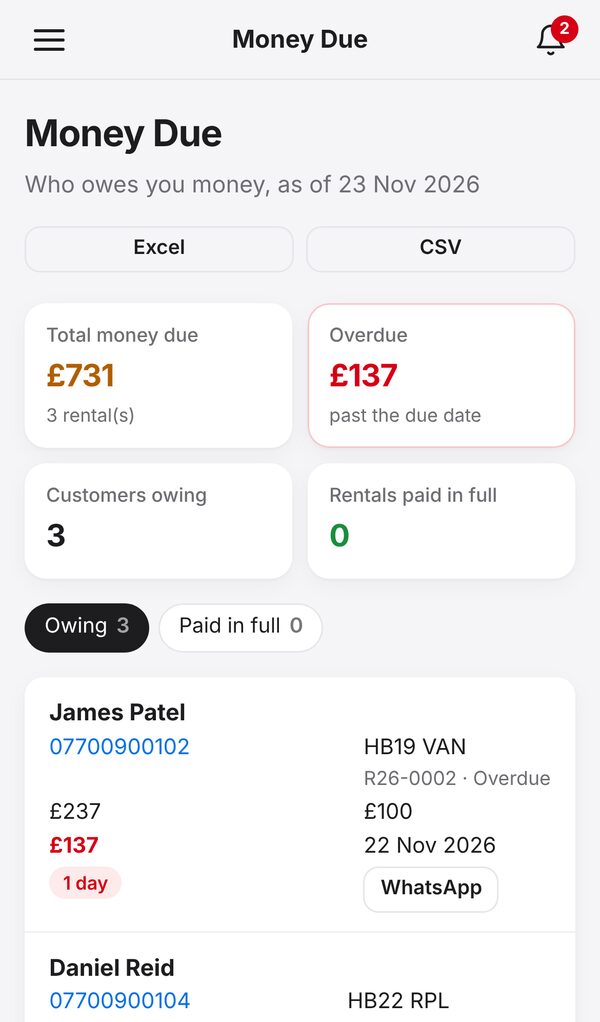 Money Due
2
Money Due
Who owes you money, as of 23 Nov 2026
Excel
CSV
Total money due
£731
3 rental(s)
Overdue
£137
past the due date
Customers owing
3
Rentals paid in full
0
Owing 3
Paid in full 0
James Patel
07700900102
HB19 VAN
R26-0002 · Overdue
£237
£100
£137
22 Nov 2026
1 day
WhatsApp
Daniel Reid
07700900104
HB22 RPL